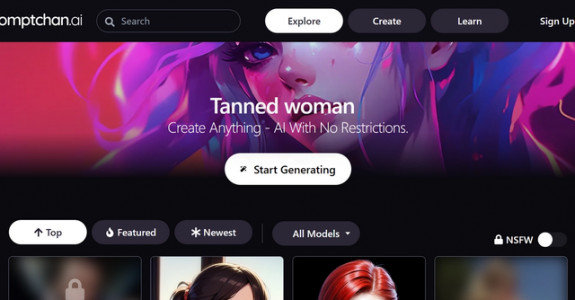 omptchan.ai
Search
Explore
Create
Learn
Sign Up
Tanned woman
Create Anything - AI With No Restrictions.
Start Generating
Top
Featured
Newest
All Models
NSFW